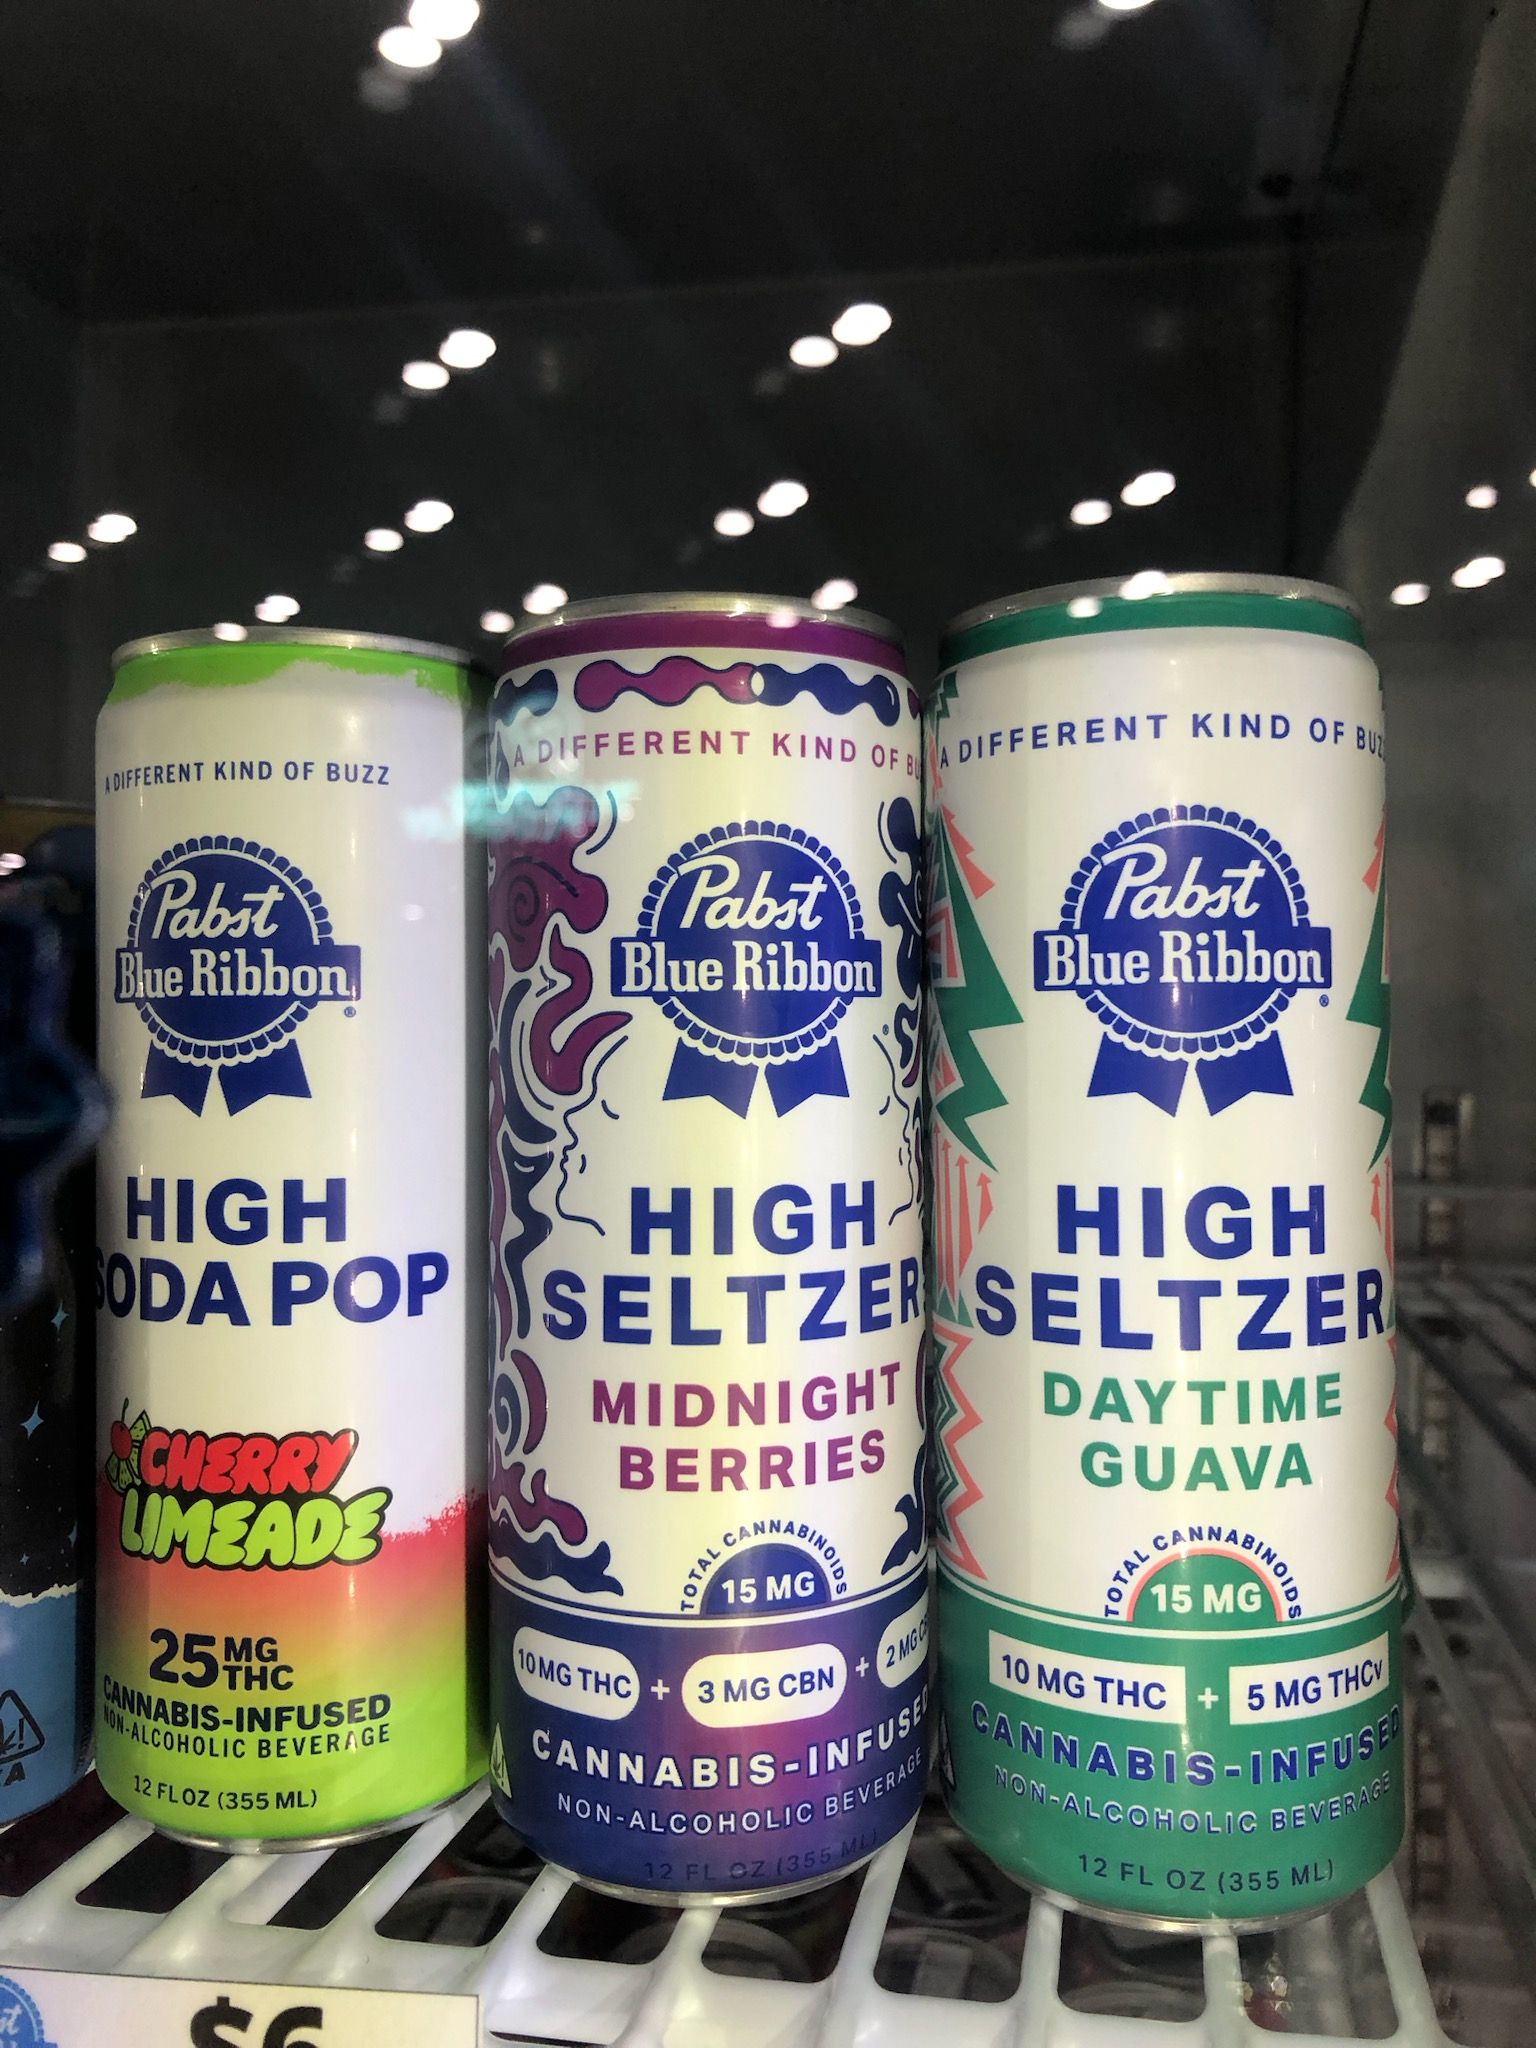 A DIFFERENT KIND OF BUZZ
Pabst
Blue Ribbon®
HIGH
SODA POP
CHERRY
LIMEADE
25 MG
THC
CANNABIS-INFUSED
NON-ALCOHOLIC BEVERAGE
12 FL OZ (355 ML)
A DIFFERENT KIND OF BU
Pabst
Blue Ribbon®
HIGH
SELTZER
MIDNIGHT
BERRIES
TOTAL CANNABINOIDS
15 MG
10 MG THC + 3 MG CBN + 2 MG CB
CANNABIS-INFUSED
NON-ALCOHOLIC BEVERAGE
12 FL OZ (355 ML)
A DIFFERENT KIND OF BUZZ
Pabst
Blue Ribbon®
HIGH
SELTZER
DAYTIME
GUAVA
TOTAL CANNABINOIDS
15 MG
10 MG THC + 5 MG THCv
CANNABIS-INFUSED
NON-ALCOHOLIC BEVERAGE
12 FL OZ (355 ML)
$6